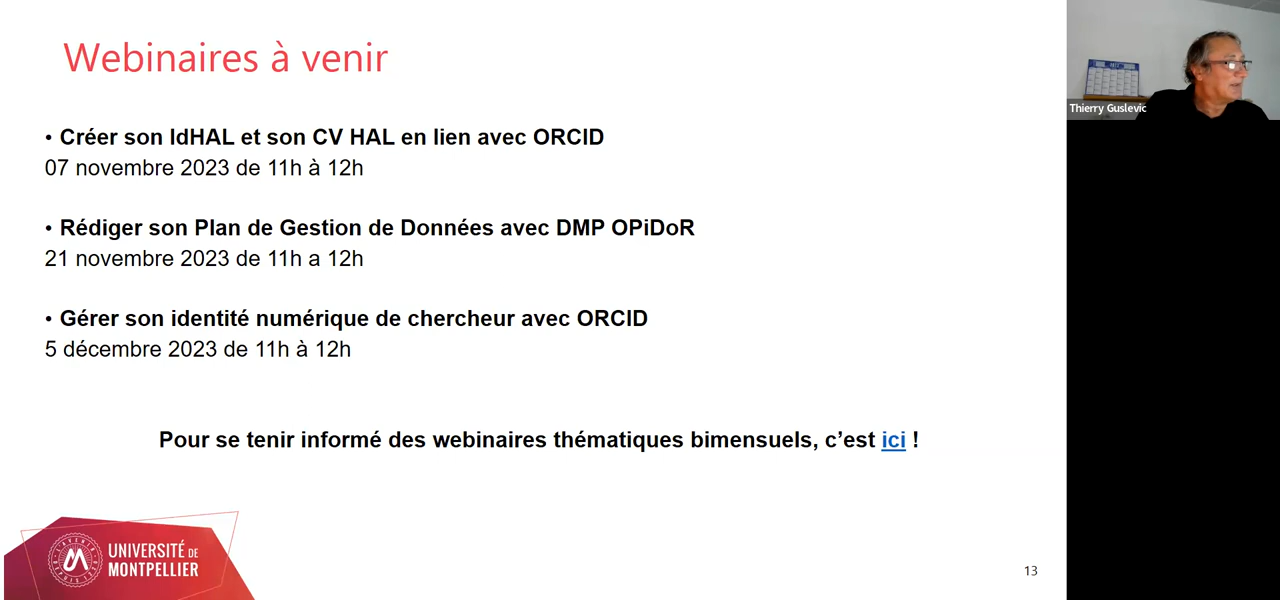 Webinaires à venir
• Créer son IdHAL et son CV HAL en lien avec ORCID
07 novembre 2023 de 11h à 12h
• Rédiger son Plan de Gestion de Données avec DMP OPiDoR
21 novembre 2023 de 11h a 12h
• Gérer son identité numérique de chercheur avec ORCID
5 décembre 2023 de 11h à 12h
Pour se tenir informé des webinaires thématiques bimensuels, c’est ici !
UNIVERSITÉ DE
MONTPELLIER
13
Thierry Guslevic